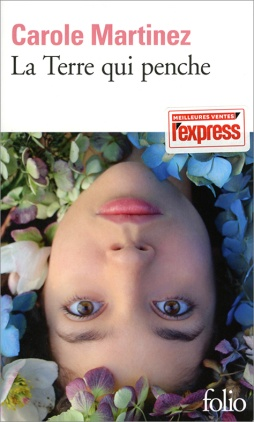 Carole Martinez
La Terre qui penche
MEILLEURES VENTES
l'express
folio